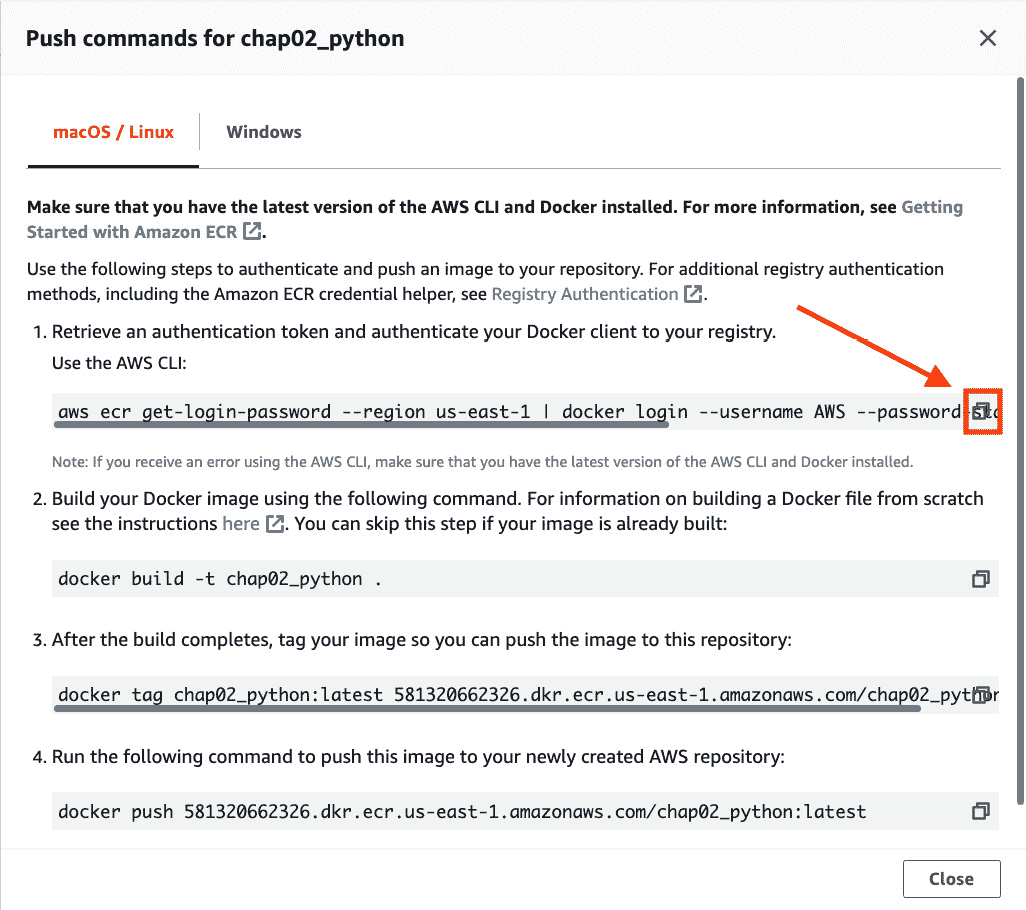 Push commands for chap02_python
macOS / Linux
Windows
Make sure that you have the latest version of the AWS CLI and Docker installed. For more information, see Getting
Started with Amazon ECR.
Use the following steps to authenticate and push an image to your repository. For additional registry authentication
methods, including the Amazon ECR credential helper, see Registry Authentication.
1. Retrieve an authentication token and authenticate your Docker client to your registry.
Use the AWS CLI:
aws ecr get-login-password --region us-east-1 | docker login --username AWS --password-
Note: If you receive an error using the AWS CLI, make sure that you have the latest version of the AWS CLI and Docker installed.
2. Build your Docker image using the following command. For information on building a Docker file from scratch
see the instructions here. You can skip this step if your image is already built:
docker build -t chap02_python .
3. After the build completes, tag your image so you can push the image to this repository:
docker tag chap02_python:latest 581320662326.dkr.ecr.us-east-1.amazonaws.com/chap02_python
4. Run the following command to push this image to your newly created AWS repository:
docker push 581320662326.dkr.ecr.us-east-1.amazonaws.com/chap02_python:latest
Close